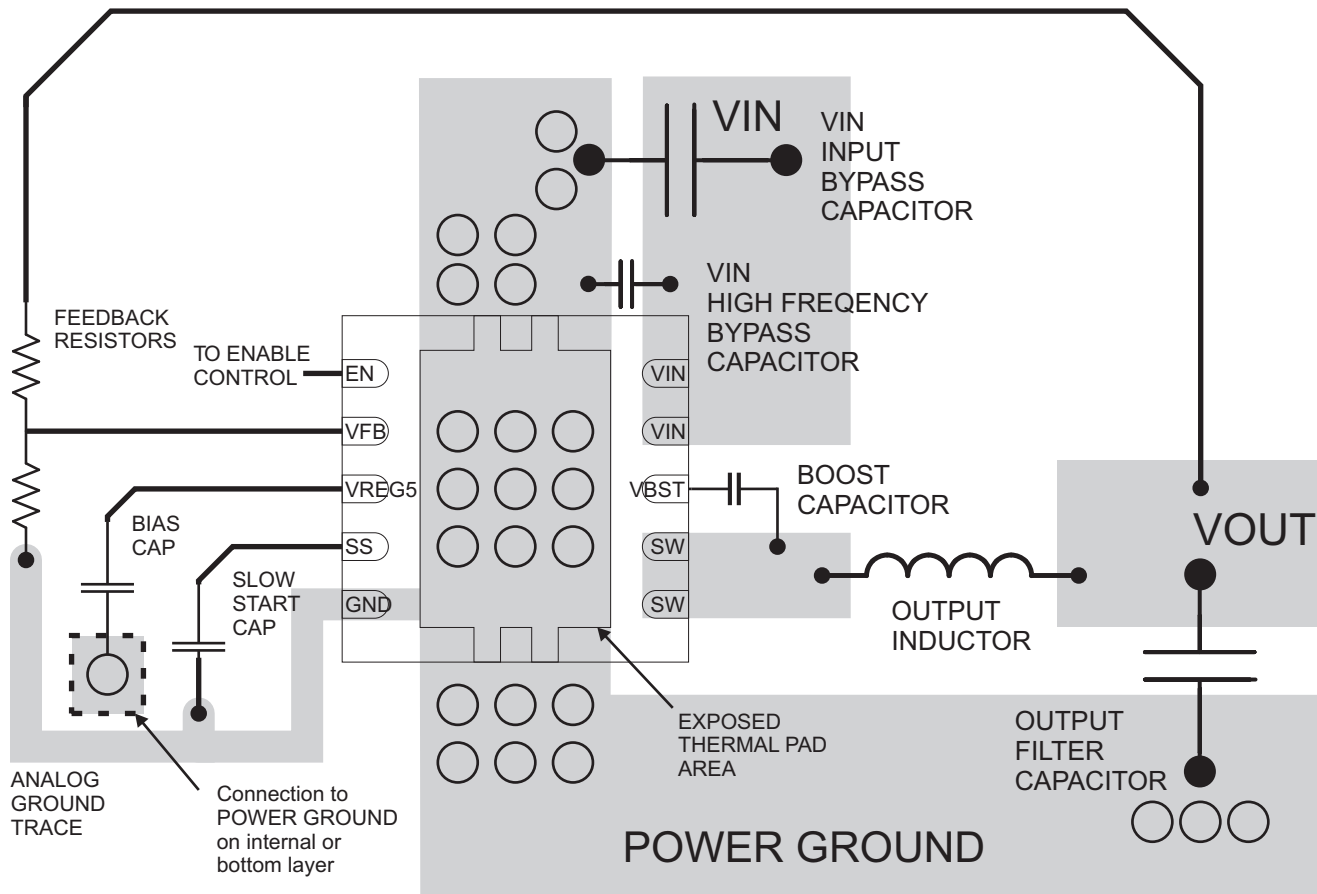 VIN
VIN
INPUT
BYPASS
CAPACITOR
VIN
HIGH FREQENCY
BYPASS
CAPACITOR
FEEDBACK
RESISTORS
TO ENABLE
CONTROL
EN
VFB
VREG5
SS
GND
VIN
VIN
VBST
SW
SW
BOOST
CAPACITOR
VOUT
BIAS
CAP
SLOW
START
CAP
OUTPUT
INDUCTOR
EXPOSED
THERMAL PAD
AREA
OUTPUT
FILTER
CAPACITOR
ANALOG
GROUND
TRACE
Connection to
POWER GROUND
on internal or
bottom layer
POWER GROUND